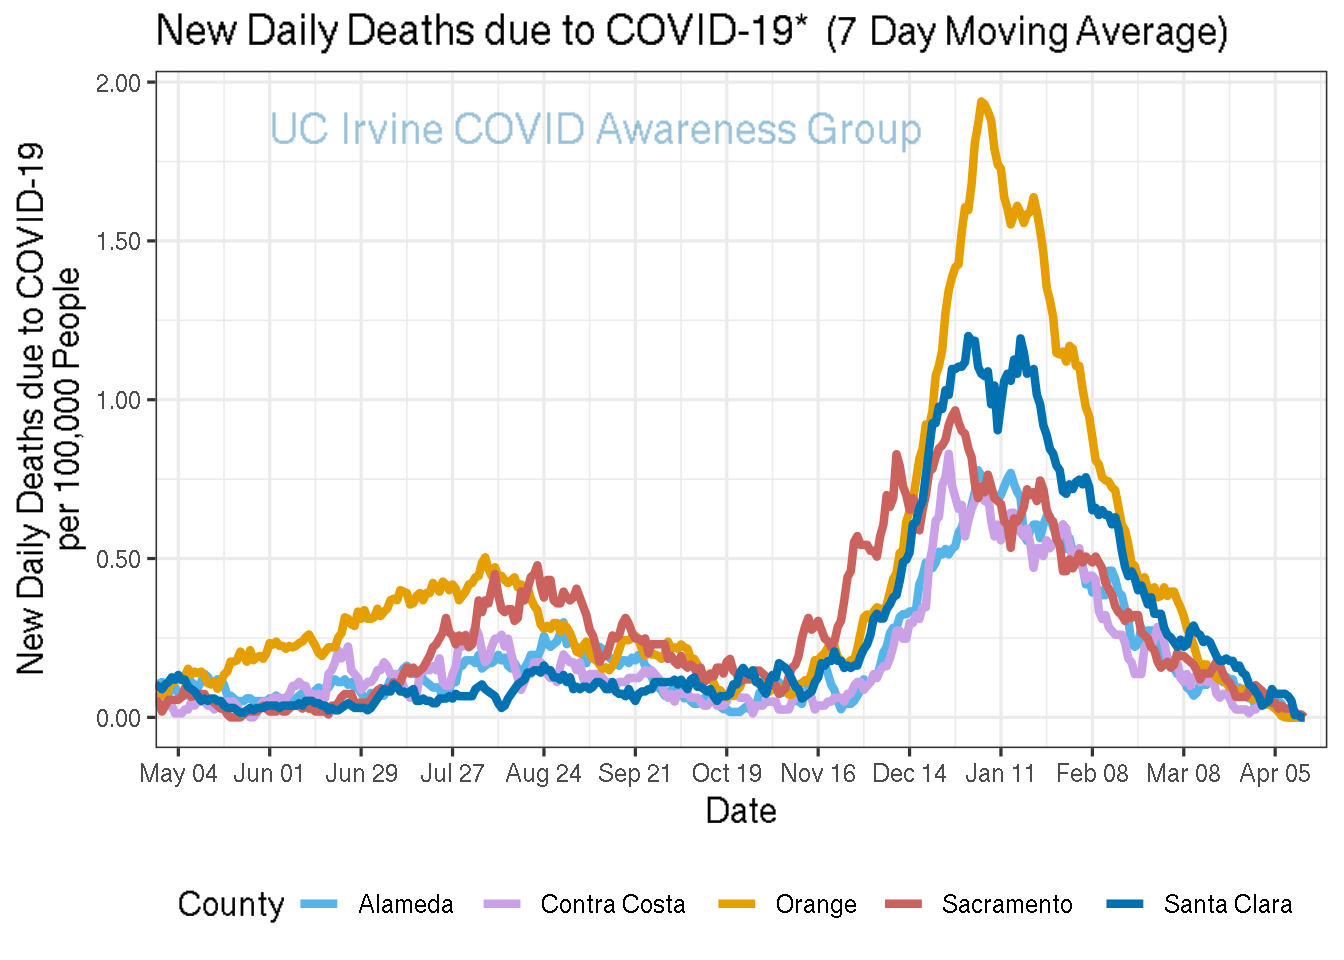 New Daily Deaths due to COVID-19* (7 Day Moving Average)
UC Irvine COVID Awareness Group
New Daily Deaths due to COVID-19
per 100,000 People
2.00
1.50
1.00
0.50
0.00
May 04 Jun 01 Jun 29 Jul 27 Aug 24 Sep 21 Oct 19 Nov 16 Dec 14 Jan 11 Feb 08 Mar 08 Apr 05
Date
County Alameda Contra Costa Orange Sacramento Santa Clara